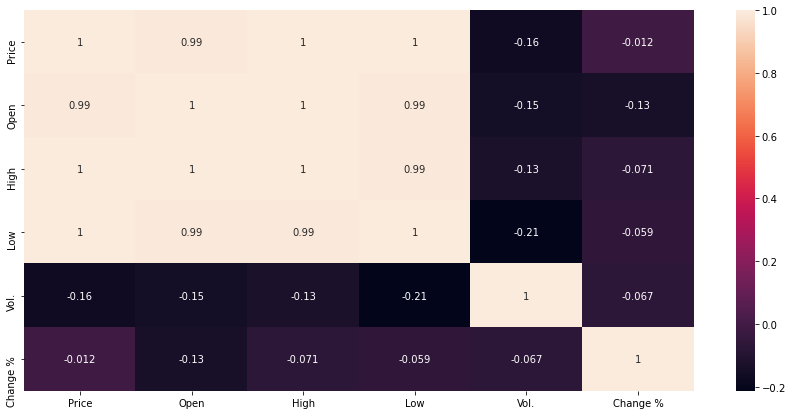 Price 1 0.99 1 1 -0.16 -0.012
Open 0.99 1 1 0.99 -0.15 -0.13
High 1 1 1 0.99 -0.13 -0.071
Low 1 0.99 0.99 1 -0.21 -0.059
Vol. -0.16 -0.15 -0.13 -0.21 1 -0.067
Change % -0.012 -0.13 -0.071 -0.059 -0.067 1
Price Open High Low Vol. Change %
1.0
0.8
0.6
0.4
0.2
0.0
−0.2